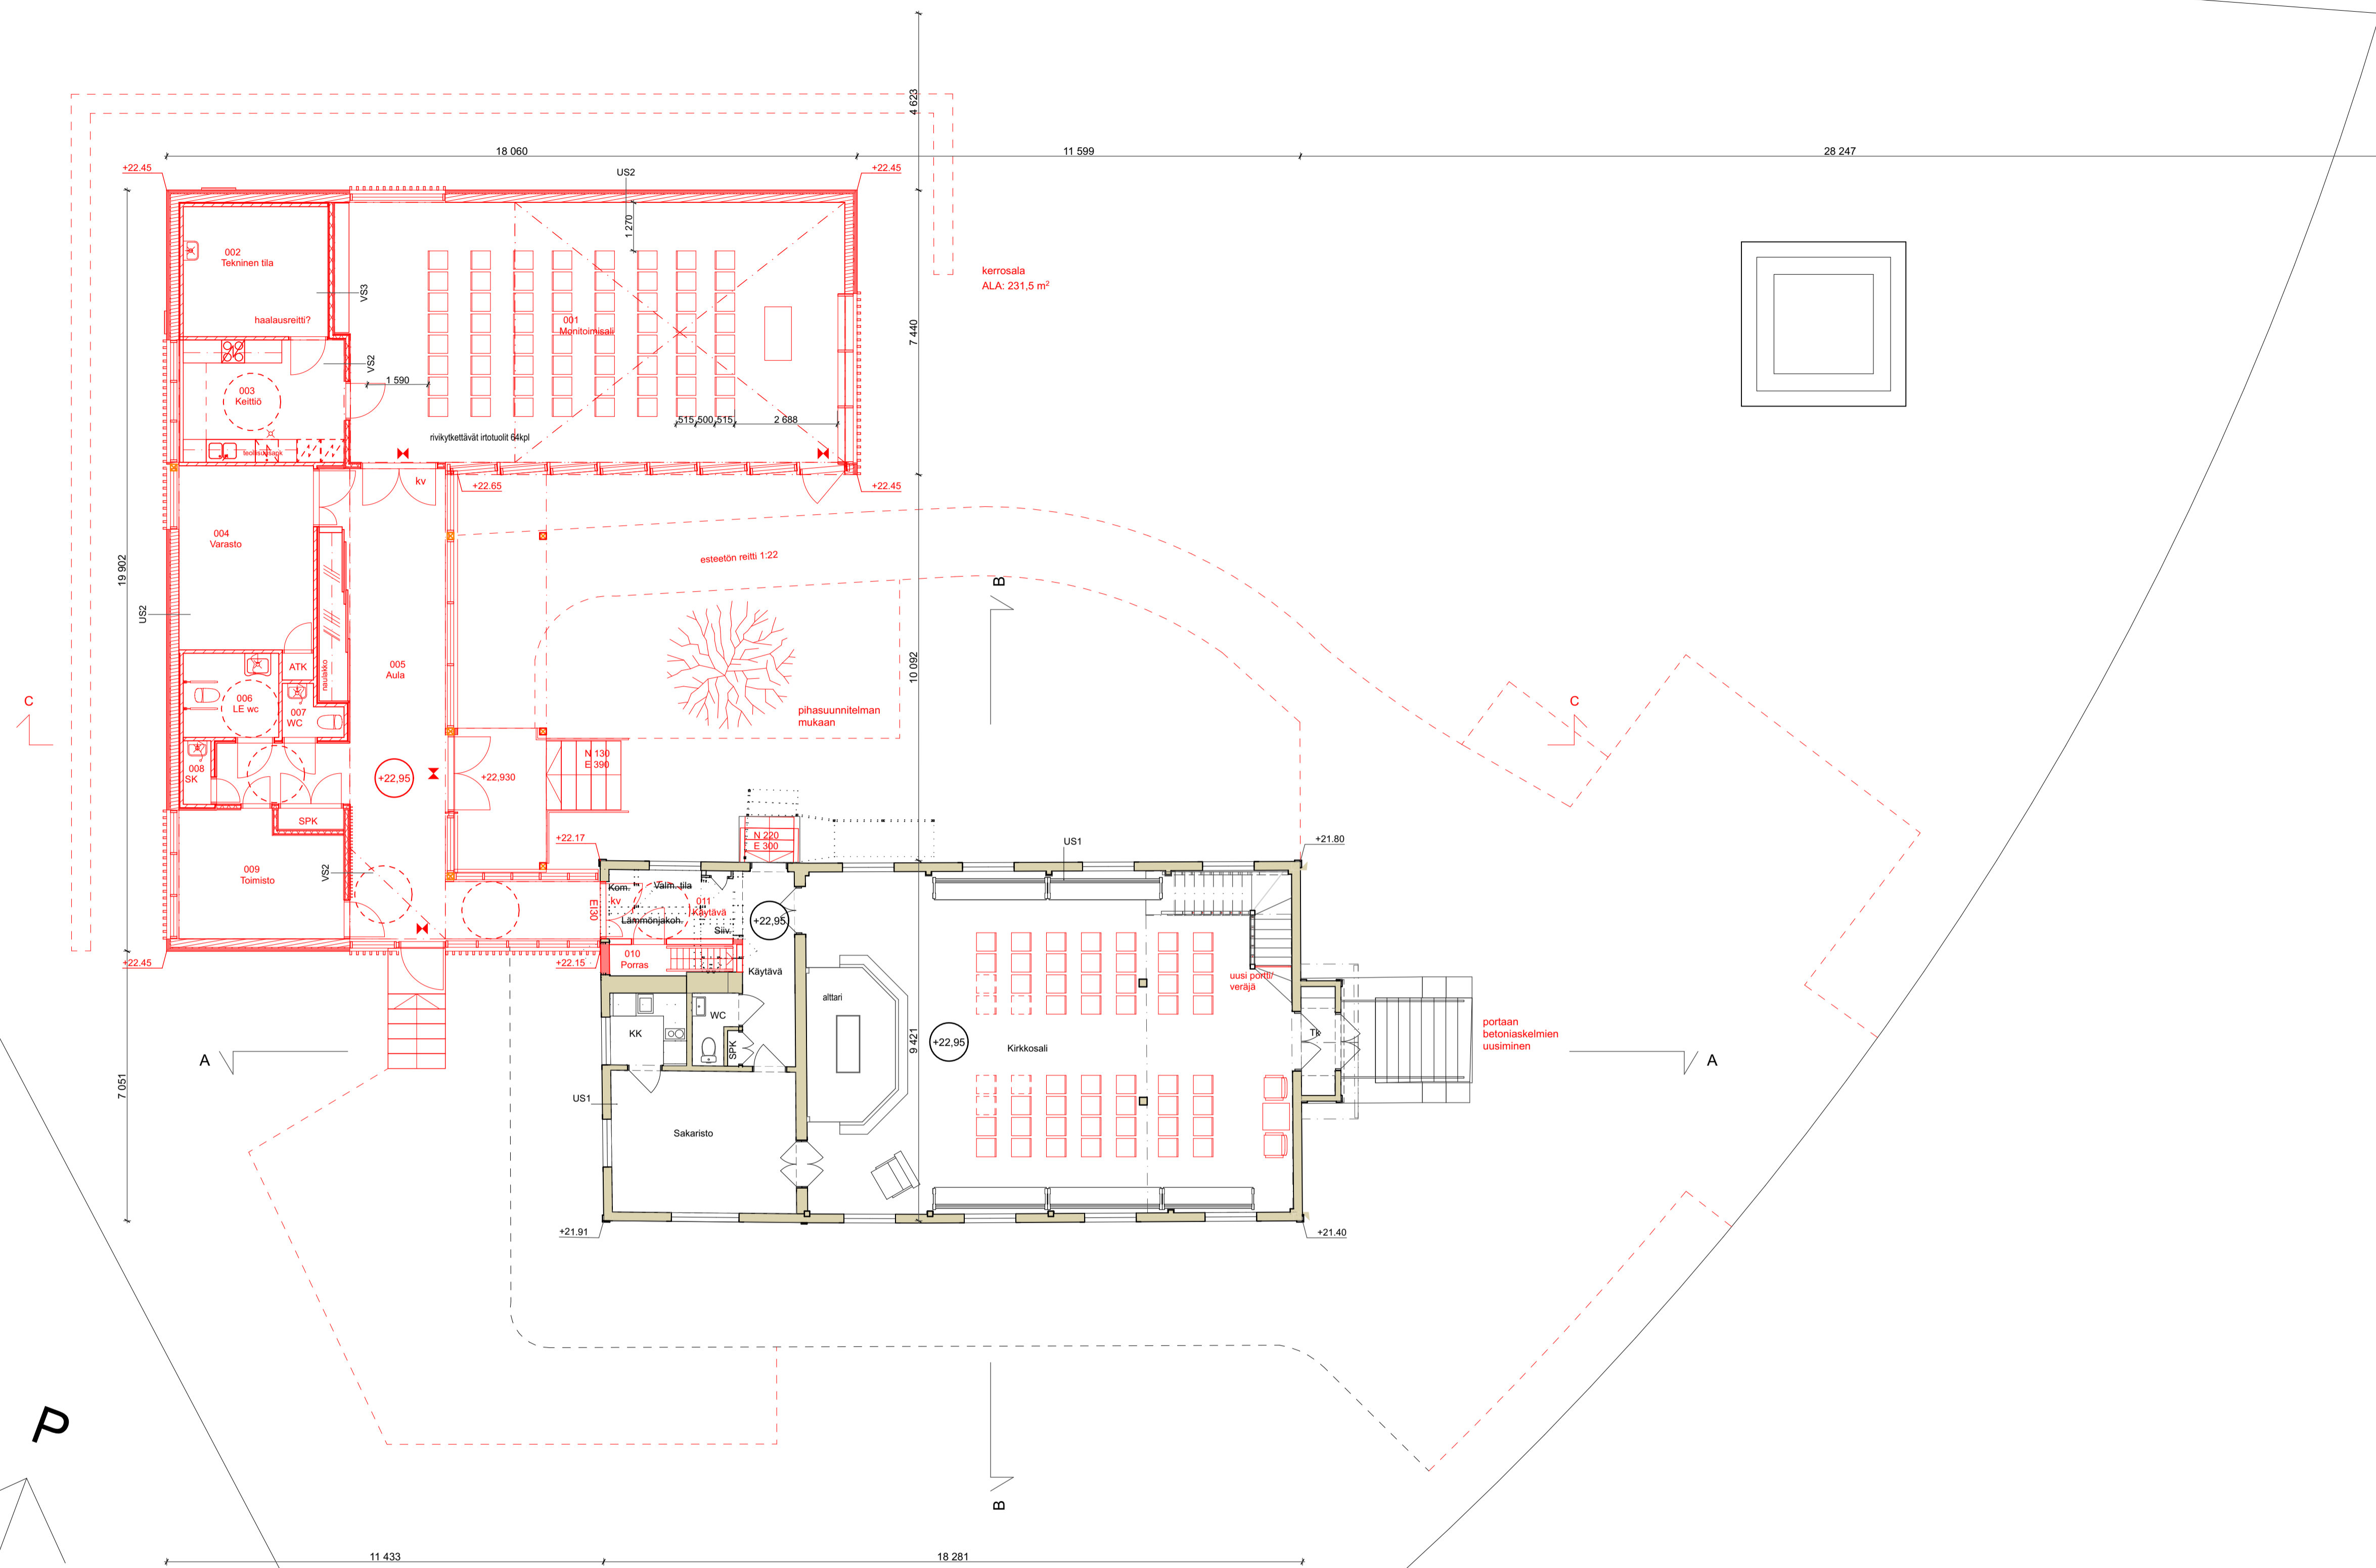 4 623
18 060
11 599
28 247
+22.45
+22.45
US2
1 270
002
Tekninen tila
VS3
haalausreitti?
001
Monitoimisali
kerrosala
ALA: 231,5 m²
7 440
VS2
1 590
003
Keittiö
515
500
515
2 688
rivikytkettävät irtotuolit 64kpl
kv
+22.65
+22.45
004
Varasto
esteetön reitti 1:22
19 902
B
US2
005
Aula
ATK
naulakko
10 092
006
LE wc
007
WC
C
C
pihasuunnitelman
mukaan
008
SK
+22,95
+22,930
N 130
E 390
SPK
+22.17
N 220
E 300
US1
+21.80
009
Toimisto
VS2
Kom.
Valm. tila
kv
EI30
011
Käytävä
Lämmönjakoh.
Siiv.
+22,95
+22.45
+22.15
010
Porras
Käytävä
uusi portti/
veräjä
alttari
WC
KK
SPK
9 421
+22,95
Kirkkosali
Tk
portaan
betoniaskelmien
uusiminen
A
A
7 051
US1
Sakaristo
+21.91
+21.40
P
B
11 433
18 281